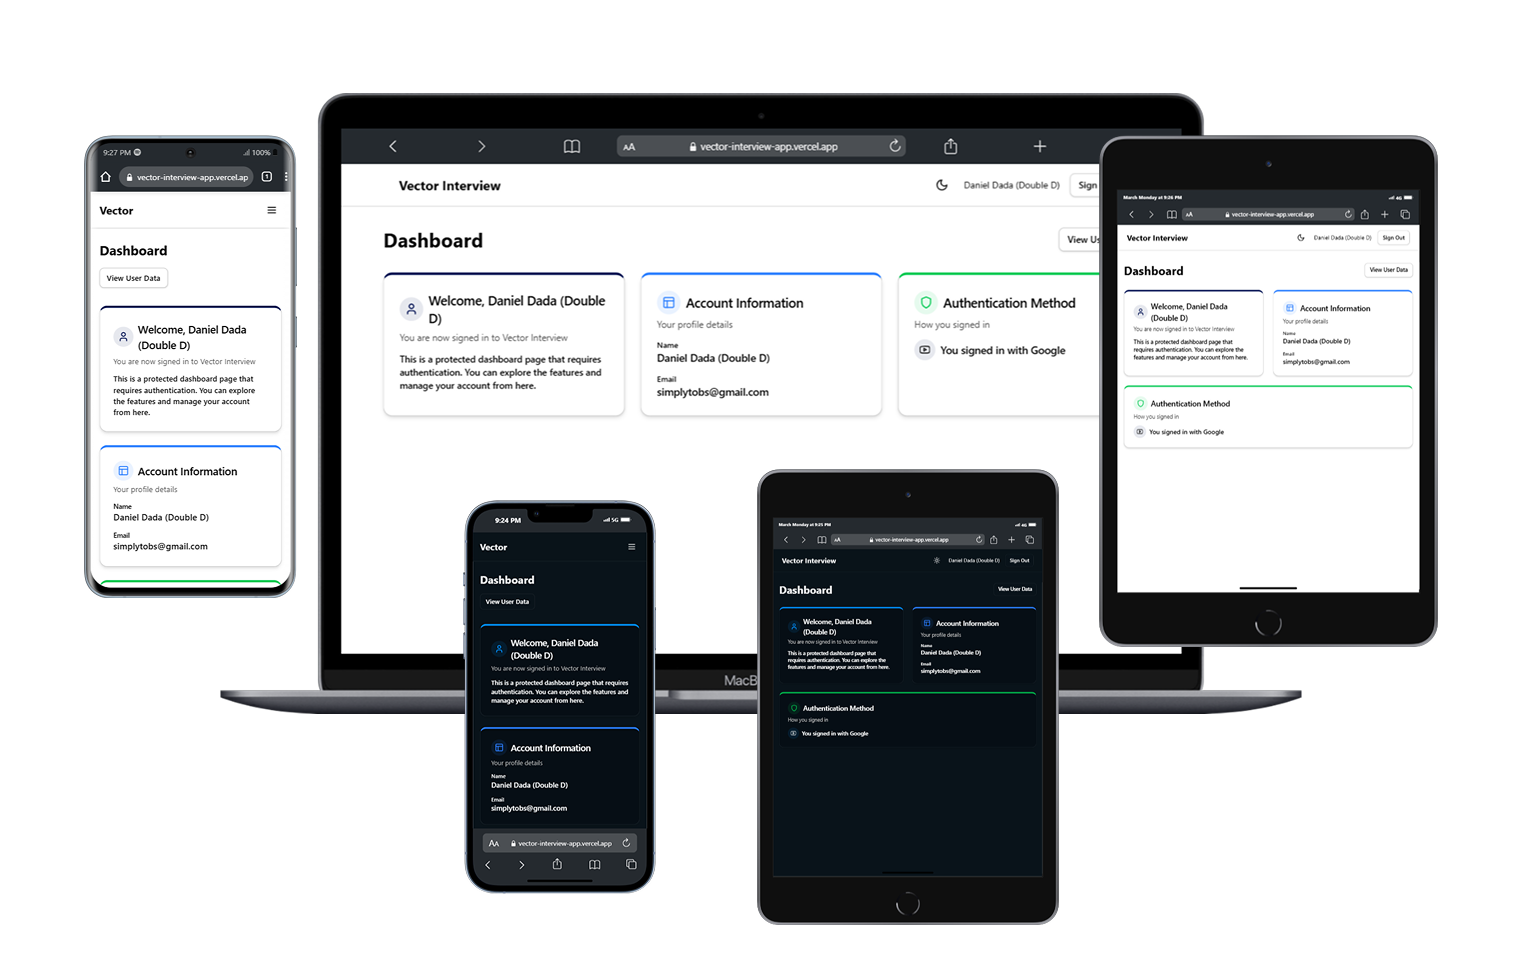 9:27 PM
100%
vector-interview-app.vercel.ap
1
Vector
Dashboard
View User Data
Welcome, Daniel Dada
(Double D)
You are now signed in to Vector Interview
This is a protected dashboard page that
requires authentication. You can explore
the features and manage your account
from here.
Account Information
Your profile details
Name
Daniel Dada (Double D)
Email
simplytobs@gmail.com
AA
vector-interview-app.vercel.app
Vector Interview
Daniel Dada (Double D)
Sign
Dashboard
View Us
Welcome, Daniel Dada (Double
D)
You are now signed in to Vector Interview
This is a protected dashboard page that requires
authentication. You can explore the features and
manage your account from here.
Account Information
Your profile details
Name
Daniel Dada (Double D)
Email
simplytobs@gmail.com
Authentication Method
How you signed in
You signed in with Google
MacB
March Monday at 9:26 PM
4G
AA
vector-interview-app.vercel.app
Vector Interview
Daniel Dada (Double D)
Sign Out
Dashboard
View User Data
Welcome, Daniel Dada
(Double D)
You are now signed in to Vector Interview
This is a protected dashboard page that
requires authentication. You can explore the
features and manage your account from here.
Account Information
Your profile details
Name
Daniel Dada (Double D)
Email
simplytobs@gmail.com
Authentication Method
How you signed in
You signed in with Google
9:24 PM
5G
Vector
Dashboard
View User Data
Welcome, Daniel Dada
(Double D)
You are now signed in to Vector Interview
This is a protected dashboard page that requires
authentication. You can explore the features and
manage your account from here.
Account Information
Your profile details
Name
Daniel Dada (Double D)
Email
simplytobs@gmail.com
AA
vector-interview-app.vercel.app
March Monday at 9:25 PM
4G
AA
vector-interview-app.vercel.app
Vector Interview
Daniel Dada (Double D)
Sign Out
Dashboard
View User Data
Welcome, Daniel Dada
(Double D)
You are now signed in to Vector Interview
This is a protected dashboard page that
requires authentication. You can explore the
features and manage your account from here.
Account Information
Your profile details
Name
Daniel Dada (Double D)
Email
simplytobs@gmail.com
Authentication Method
How you signed in
You signed in with Google